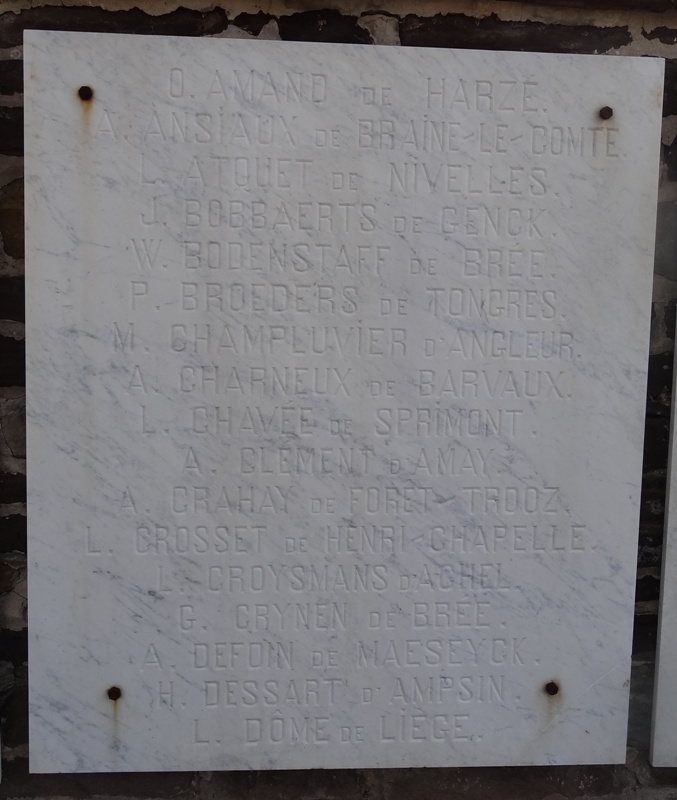 O. AMAND DE HARZÉ.
A. ANSIAUX DE BRAINE-LE-COMTE.
L. ATQUET DE NIVELLES.
J. BOBBAERTS DE GENCK.
W. BODENSTAFF DE BRÉE.
P. BROEDERS DE TONGRES.
M. CHAMPLUVIER D'ANGLEUR.
A. CHARNEUX DE BARVAUX.
L. CHAVÉE DE SPRIMONT.
A. CLÉMENT D'AMAY.
A. CRAHAY DE FORÊT-TROOZ.
L. CROSSET DE HENRI-CHAPELLE.
L. CROYSMANS D'ACHEL.
G. CRYNEN DE BRÉE.
A. DEFOIN DE MAESEYCK.
H. DESSART D'AMPSIN.
L. DÔME DE LIÈGE.